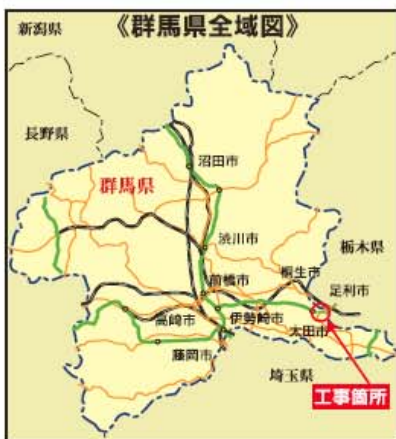 《群馬県全域図》
新潟県
長野県
沼田市
群馬県
渋川市
栃木県
前橋市
桐生市
足利市
高崎市
伊勢崎市
太田市
藤岡市
埼玉県
工事箇所